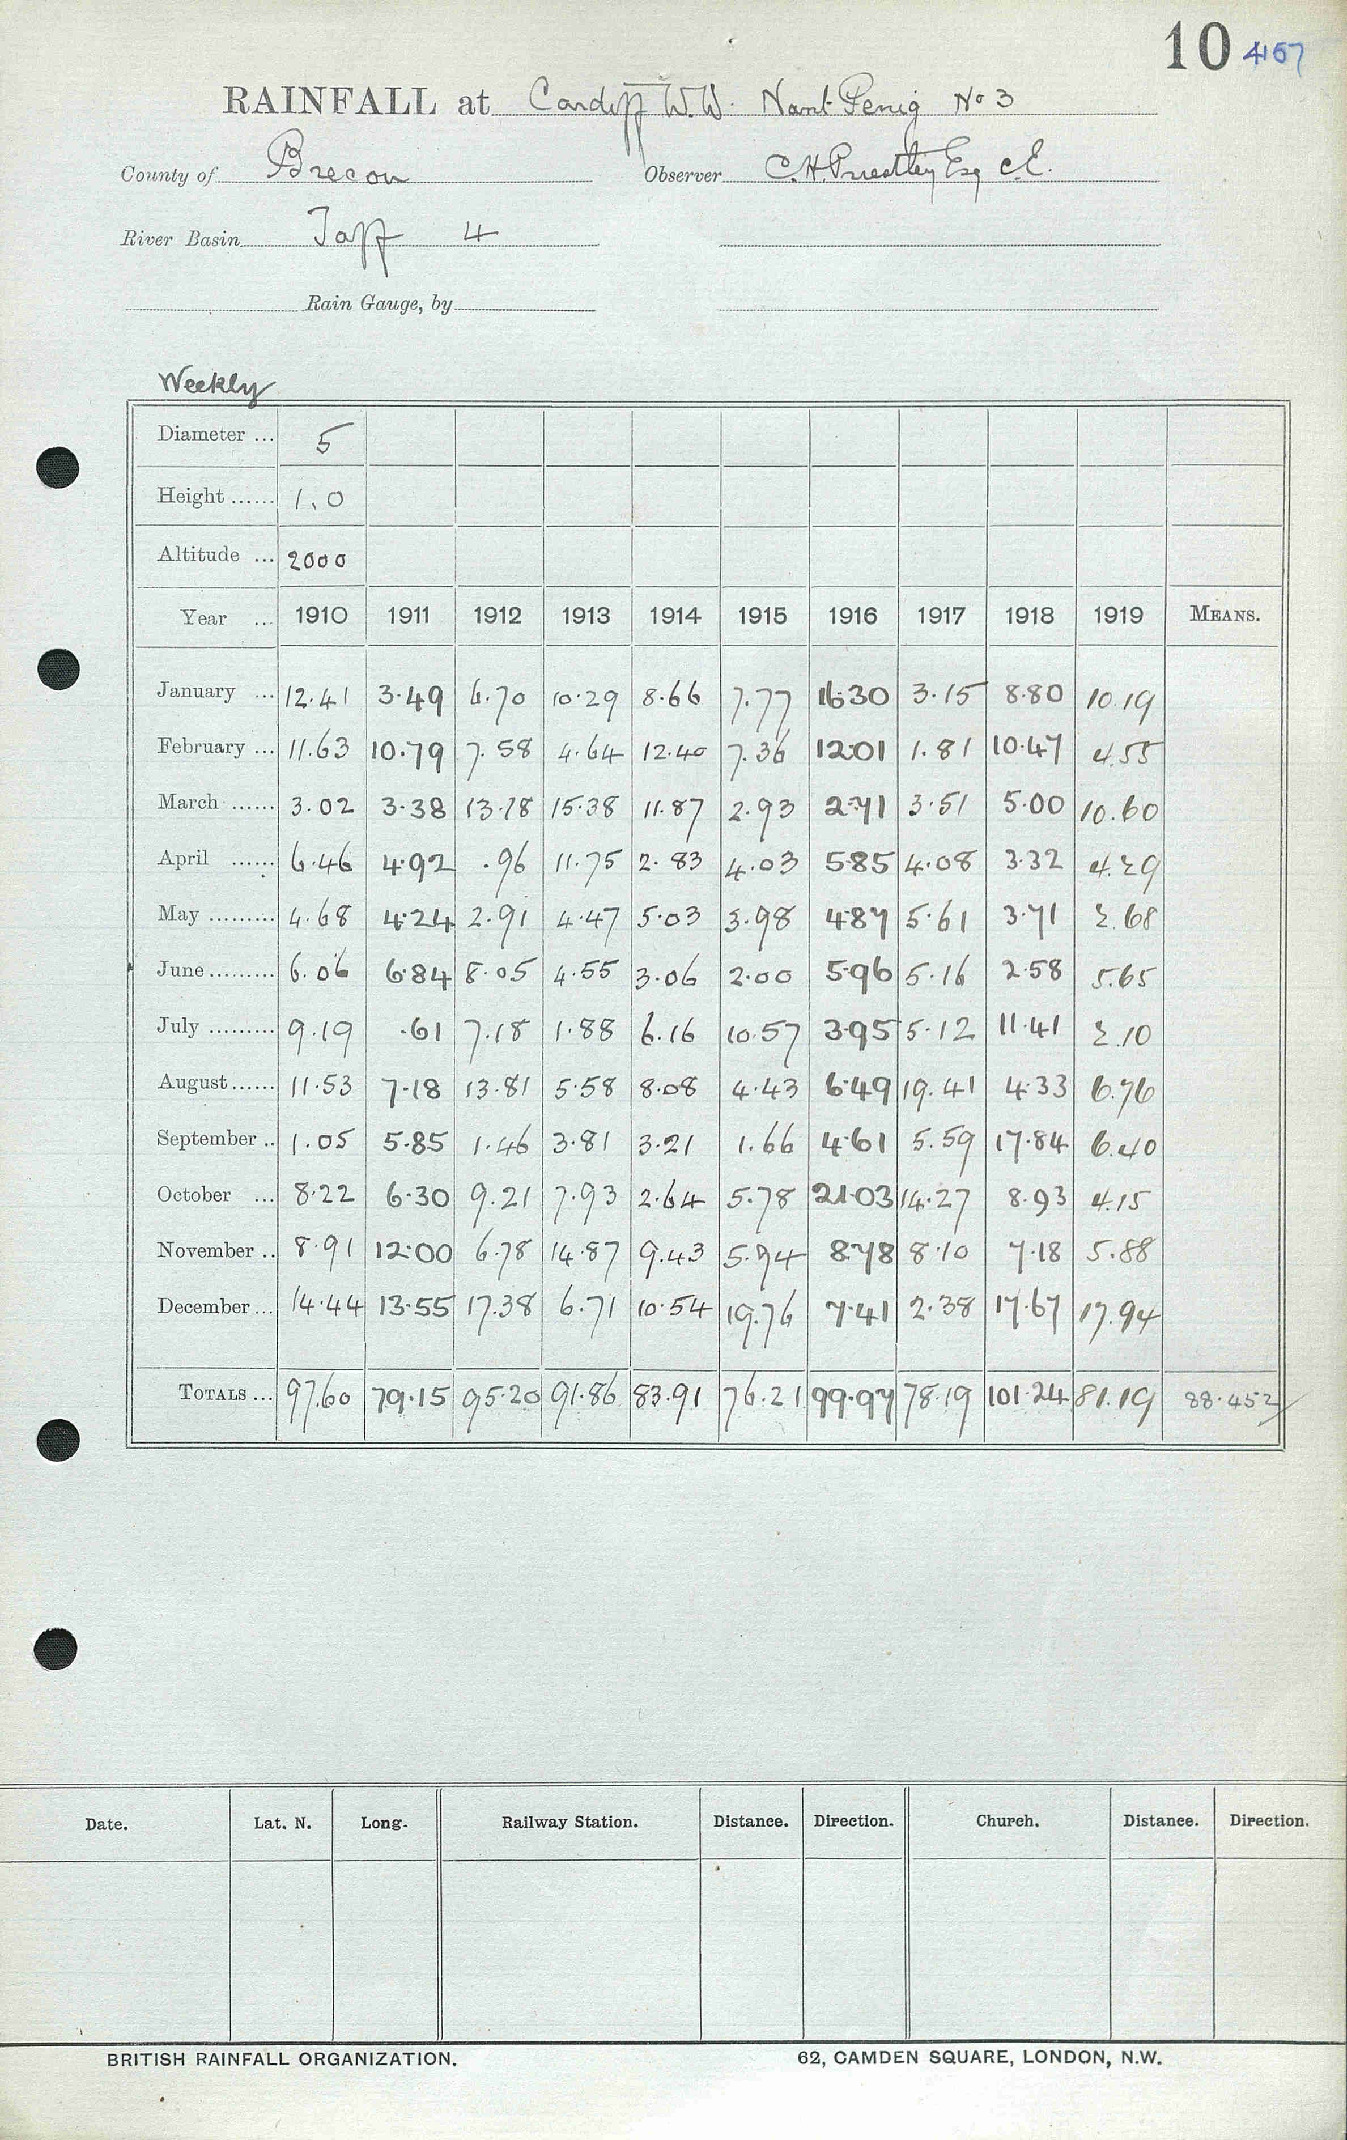 10 467
RAINFALL at Cardiff W.W. Nant Penig No 3
County of Brecon Observer C.H. Priestley Esq C.E.
River Basin Taff 4
Rain Gauge, by
Weekly
Diameter ... 5
Height ...... 1.0
Altitude ... 2000
Year ... 1910 1911 1912 1913 1914 1915 1916 1917 1918 1919 MEANS.
January ... 12.41 3.49 6.70 10.29 8.66 7.77 16.30 3.15 8.80 10.19
February ... 11.63 10.79 7.58 4.64 12.40 7.36 12.01 1.81 10.47 4.55
March ...... 3.02 3.38 13.18 15.38 11.87 2.93 2.71 3.51 5.00 10.60
April ...... 6.46 4.92 .96 11.75 2.83 4.03 5.85 4.08 3.32 4.29
May ......... 4.68 4.24 2.91 4.47 5.03 3.98 4.87 5.61 3.71 2.68
June ......... 6.06 6.84 8.05 4.55 3.06 2.00 5.96 5.16 2.58 5.65
July ......... 9.19 .61 7.18 1.88 6.16 10.57 3.95 5.12 11.41 2.10
August ...... 11.53 7.18 13.81 5.58 8.08 4.43 6.49 19.41 4.33 6.76
September .. 1.05 5.85 1.46 3.81 3.21 1.66 4.61 5.59 17.84 6.40
October ... 8.22 6.30 9.21 7.93 2.64 5.78 21.03 14.27 8.93 4.15
November .. 8.91 12.00 6.78 14.87 9.43 5.94 8.78 8.10 7.18 5.88
December ... 14.44 13.55 17.38 6.71 10.54 19.76 7.41 2.38 17.67 17.94
TOTALS ... 97.60 79.15 95.20 91.86 83.91 76.21 99.97 78.19 101.24 81.19 88.452
Date. Lat. N. Long. Railway Station. Distance. Direction. Church. Distance. Direction.
BRITISH RAINFALL ORGANIZATION. 62, CAMDEN SQUARE, LONDON, N.W.